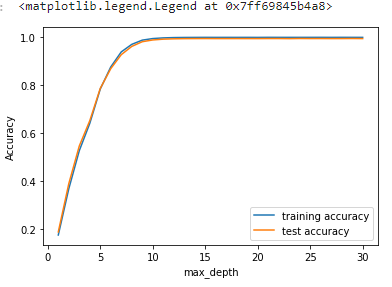 : <matplotlib.legend.Legend at 0x7ff69845b4a8>
1.0
0.8
0.6
0.4
0.2
Accuracy
training accuracy
test accuracy
0 5 10 15 20 25 30
max_depth